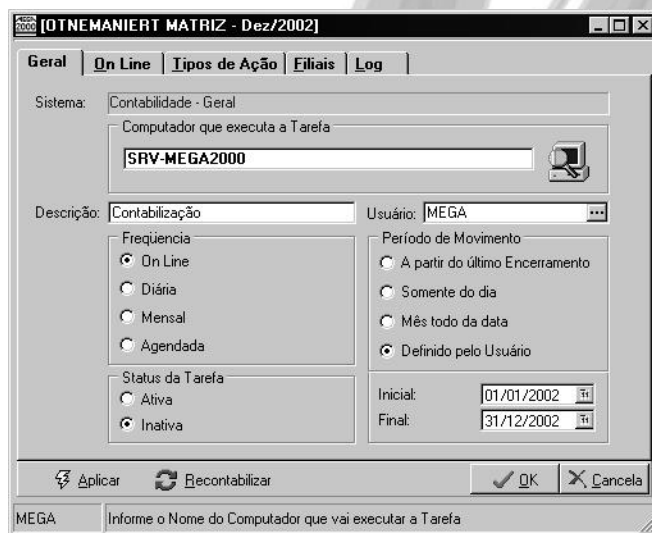 MEGA 2000 [OTNEMANIERT MATRIZ - Dez/2002]
Geral On Line Tipos de Ação Filiais Log
Sistema: Contabilidade - Geral
Computador que executa a Tarefa
SRV-MEGA2000
Descrição: Contabilização Usuário: MEGA ...
Freqüencia Período de Movimento
On Line A partir do último Encerramento
Diária Somente do dia
Mensal Mês todo da data
Agendada Definido pelo Usuário
Status da Tarefa
Ativa Inicial: 01/01/2002
Inativa Final: 31/12/2002
Aplicar Recontabilizar OK Cancela
MEGA Informe o Nome do Computador que vai executar a Tarefa